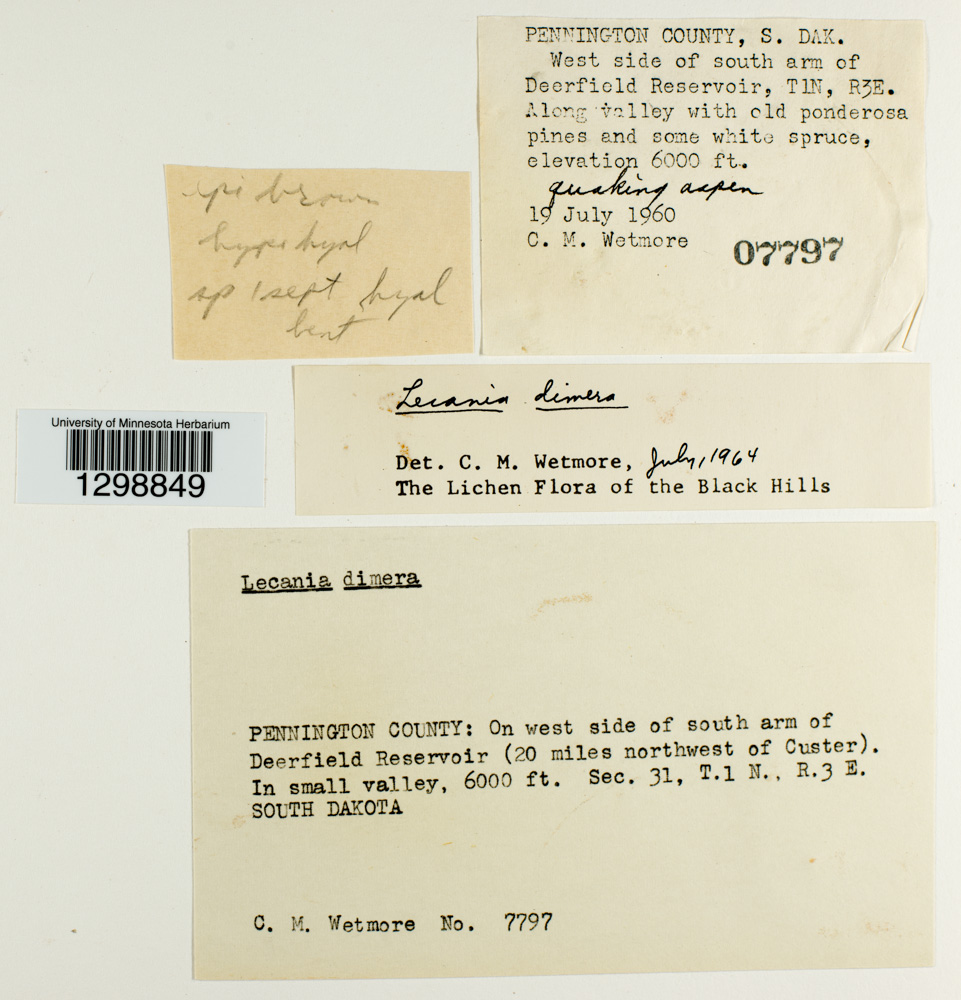 PENNINGTON COUNTY, S. DAK.
West side of south arm of
Deerfield Reservoir, T1N, R3E.
Along valley with old ponderosa
pines and some white spruce,
elevation 6000 ft.
quaking aspen
19 July 1960
C. M. Wetmore
07797
epi brown
hypo hyal
sp 1 sept hyal
bent
Lecania dimera
Det. C. M. Wetmore, July, 1964
The Lichen Flora of the Black Hills
University of Minnesota Herbarium
1298849
Lecania dimera
PENNINGTON COUNTY: On west side of south arm of
Deerfield Reservoir (20 miles northwest of Custer).
In small valley, 6000 ft. Sec. 31, T.1 N., R.3 E.
SOUTH DAKOTA
C. M. Wetmore No. 7797